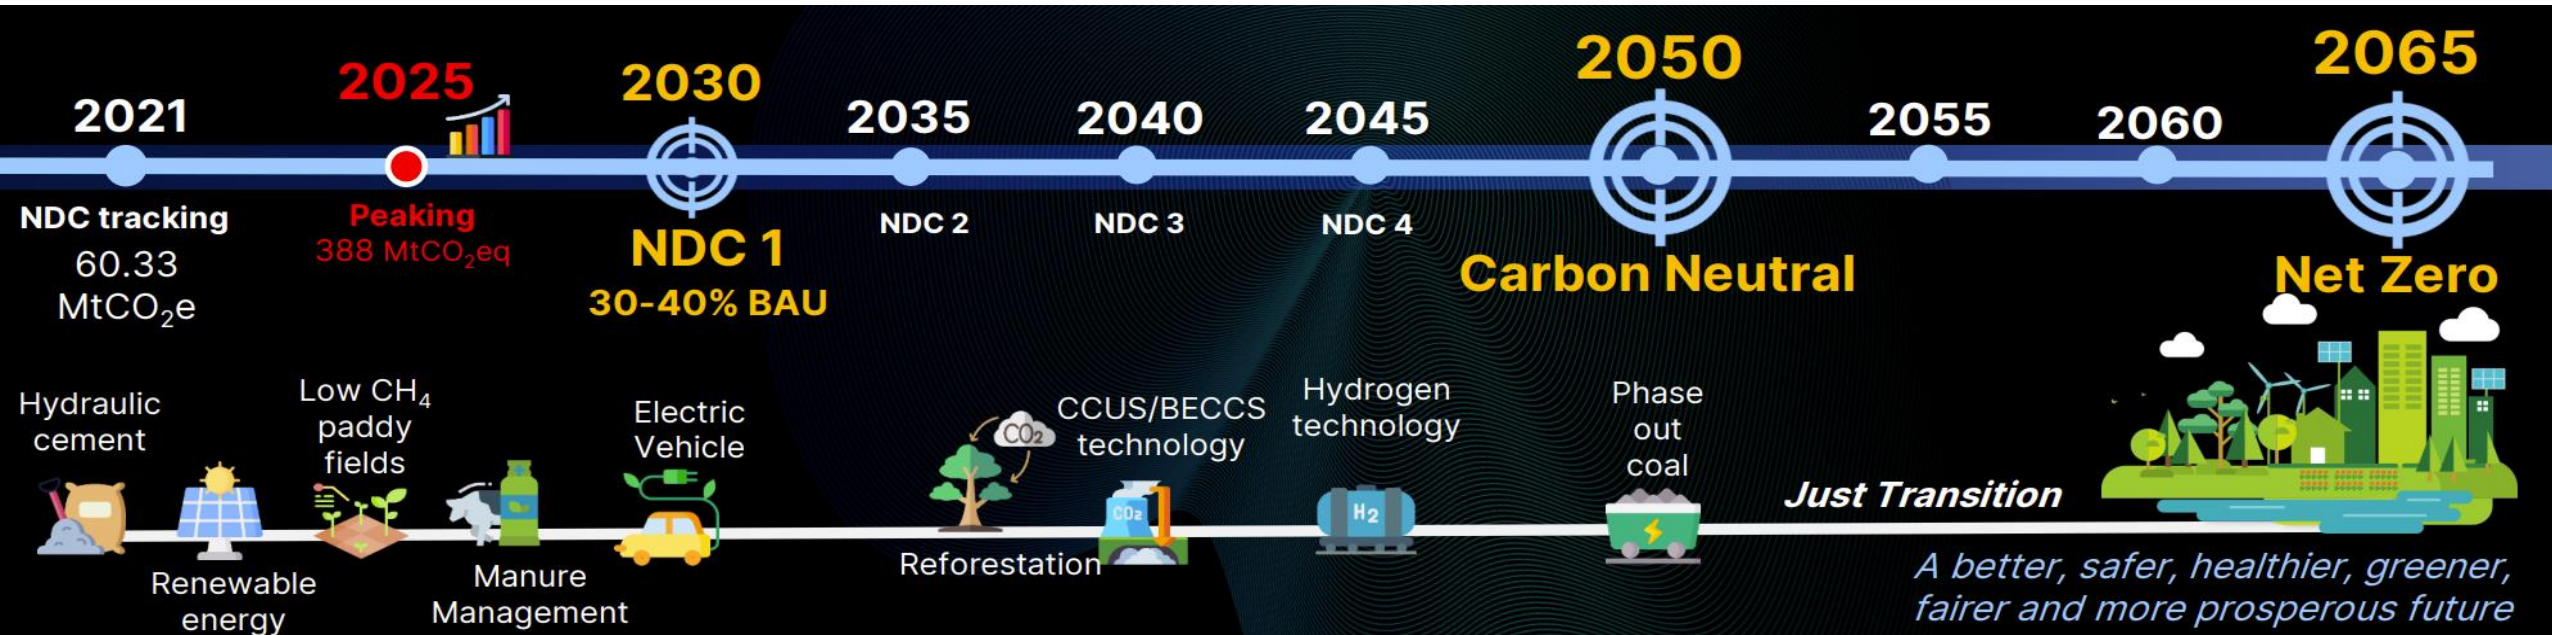 2021
NDC tracking
60.33
MtCO₂e
2025
Peaking
388 MtCO₂eq
2030
NDC 1
30-40% BAU
2035
NDC 2
2040
NDC 3
2045
NDC 4
2050
Carbon Neutral
2055
2060
2065
Net Zero
Hydraulic
cement
Renewable
energy
Low CH₄
paddy
fields
Manure
Management
Electric
Vehicle
CO₂
Reforestation
CCUS/BECCS
technology
CO₂
Hydrogen
technology
H₂
Phase
out
coal
Just Transition
A better, safer, healthier, greener,
fairer and more prosperous future